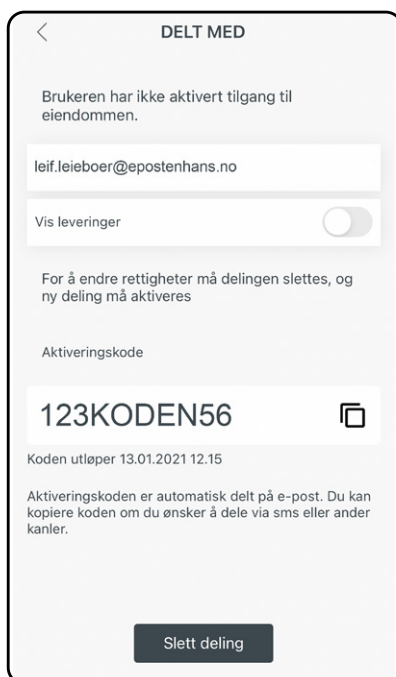 DELT MED
Brukeren har ikke aktivert tilgang til
eiendommen.
leif.leieboer@epostenhans.no
Vis leveringer
For å endre rettigheter må delingen slettes, og
ny deling må aktiveres
Aktiveringskode
123KODEN56
Koden utløper 13.01.2021 12.15
Aktiveringskoden er automatisk delt på e-post. Du kan
kopiere koden om du ønsker å dele via sms eller ander
kanler.
Slett deling